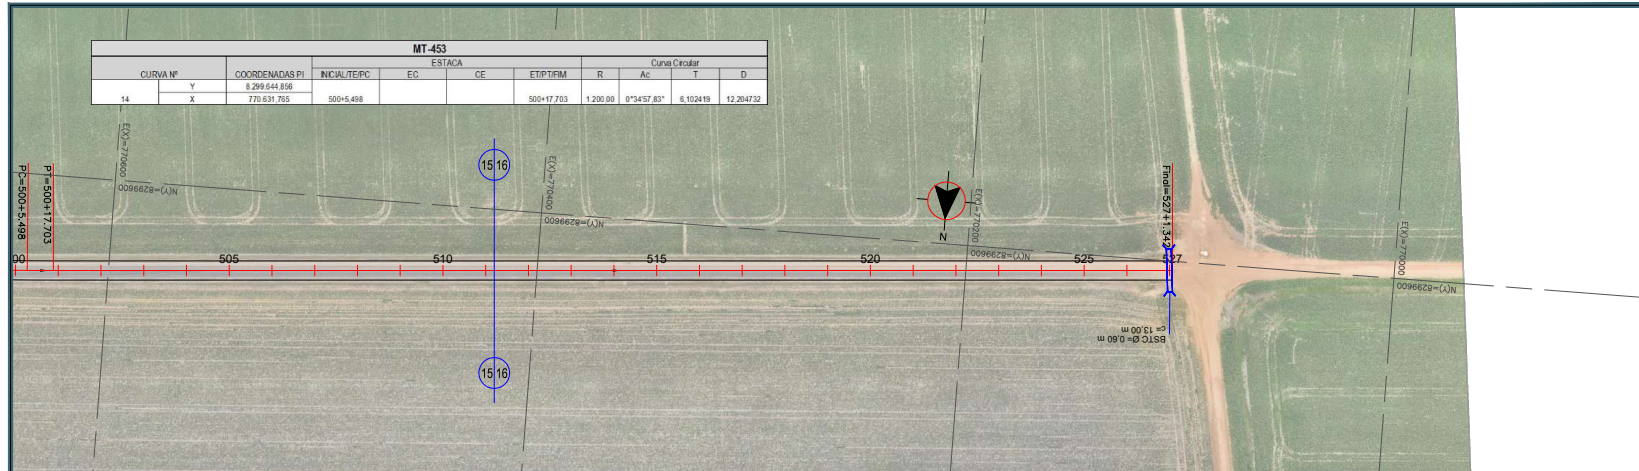 MT-453
ESTACA
Curva Circular
CURVA Nº COORDENADAS PI INICIAL/TE/PC EC CE ET/PT/FIM R Ac T D
Y 8.299.644,856
14 X 770.631,765 500+5,498 500+17,703 1.200,00 0°34'57,83" 6,102419 12,204732
E(X)=770600
N(Y)=8299600
PC=500+5.498
PT=500+17.703
15 16
E(X)=770400
N(Y)=8299600
N
E(X)=770200
N(Y)=8299600
Final=527+1.342
E(X)=770000
N(Y)=8299600
00 505 510 515 520 525 527
BSTC Ø= 0,60 m
c= 13,00 m
15 16